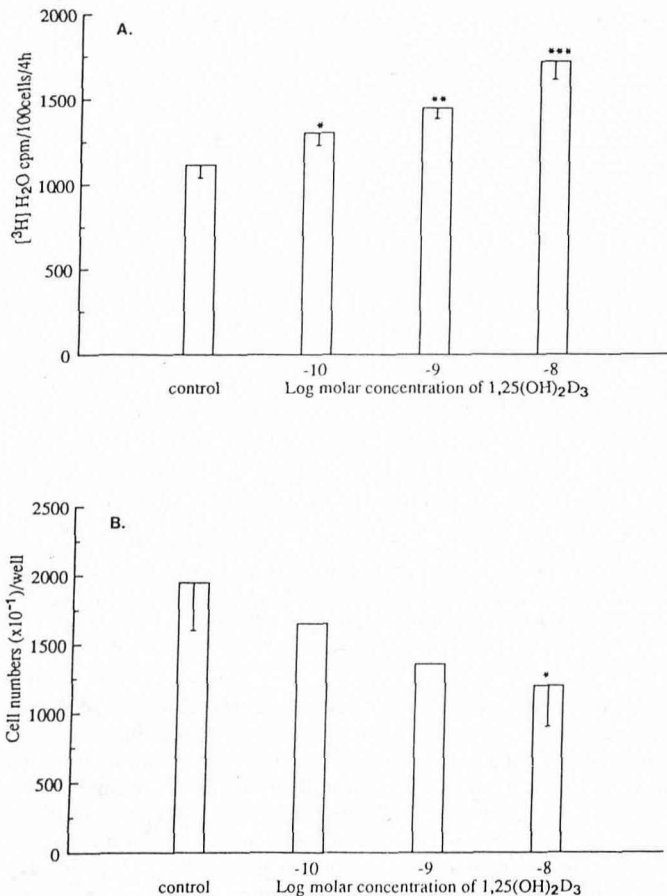 A.
[³H] H₂O cpm/100cells/4h
2000
1500
1000
500
0
*
**
***
-10 -9 -8
control Log molar concentration of 1,25(OH)₂D₃
B.
Cell numbers (x10⁻¹)/well
2500
2000
1500
1000
500
0
*
-10 -9 -8
control Log molar concentration of 1,25(OH)₂D₃